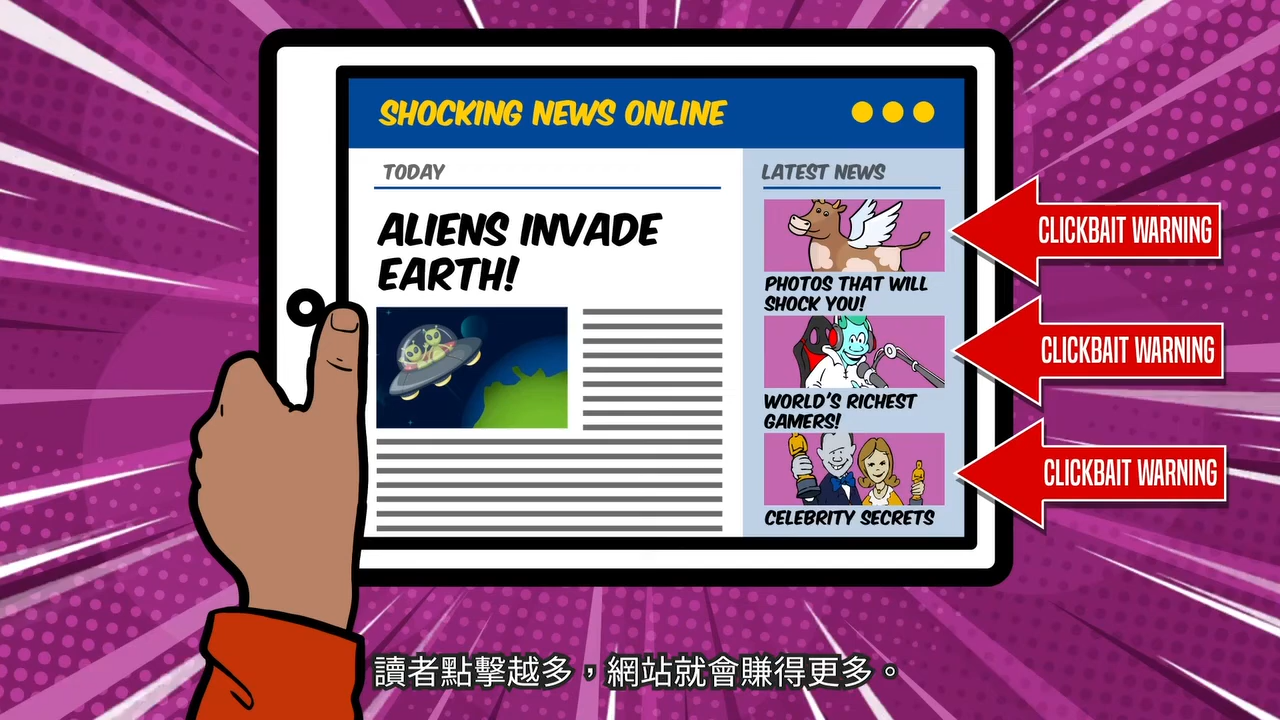 SHOCKING NEWS ONLINE
TODAY
ALIENS INVADE
EARTH!
LATEST NEWS
PHOTOS THAT WILL
SHOCK YOU!
WORLD'S RICHEST
GAMERS!
CELEBRITY SECRETS
CLICKBAIT WARNING
CLICKBAIT WARNING
CLICKBAIT WARNING
讀者點擊越多，網站就會賺得更多。